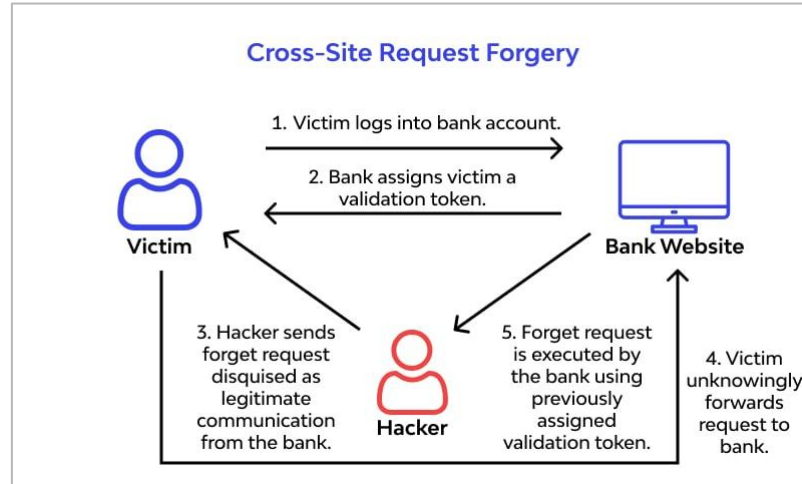 Cross-Site Request Forgery
1. Victim logs into bank account.
2. Bank assigns victim a
validation token.
Victim
Bank Website
3. Hacker sends
forget request
disquised as
legitimate
communication
from the bank.
Hacker
5. Forget request
is executed by
the bank using
previously
assigned
validation token.
4. Victim
unknowingly
forwards
request to
bank.